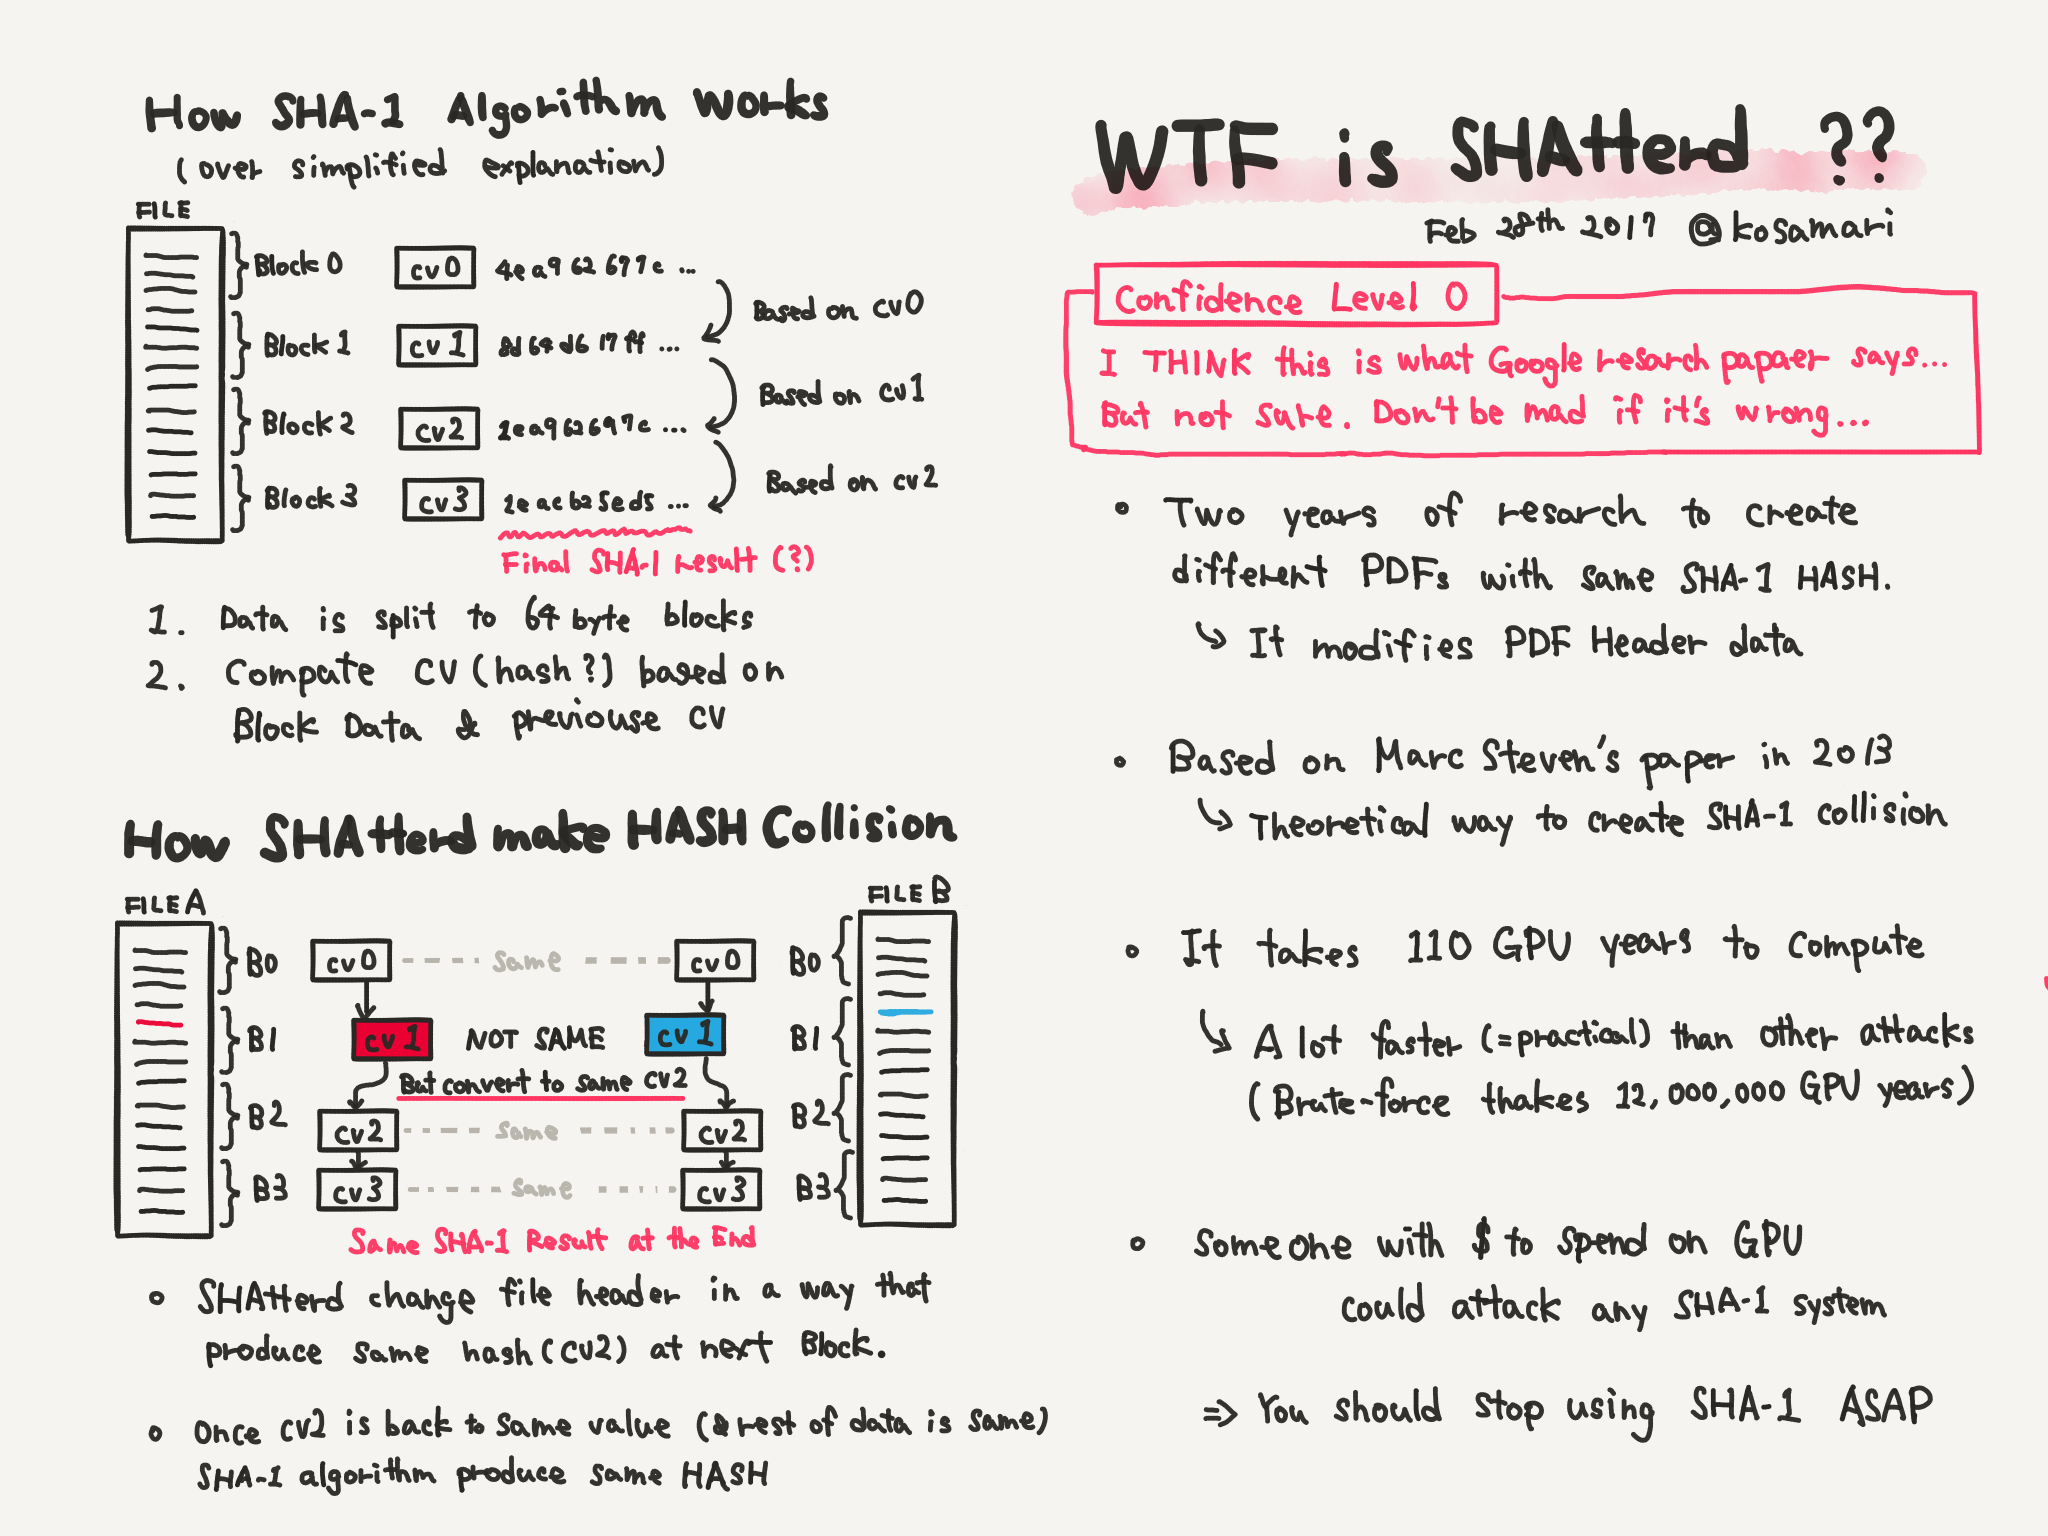 How SHA-1 Algorithm works
(over simplified explanation)
FILE
Block 0 cv0 4ea962677c ... Based on cv0
Block 1 cv1 8d64d617ff ... Based on cv1
Block 2 cv2 1ea962697c ... Based on cv2
Block 3 cv3 1eacb25ed5 ...
Final SHA-1 result (?)
1. Data is split to 64 byte blocks
2. Compute CV (hash?) based on
Block Data & previouse CV
How SHAtterd make HASH Collision
FILE A FILE B
B0 cv0 same cv0 B0
B1 cv1 NOT SAME cv1 B1
But convert to same cv2
B2 cv2 same cv2 B2
B3 cv3 same cv3 B3
Same SHA-1 Result at the End
SHAtterd change file header in a way that
produce same hash (cv2) at next Block.
Once cv2 is back to same value (& rest of data is same)
SHA-1 algorithm produce same HASH
WTF is SHAtterd ??
Feb 28th 2017 @kosamari
Confidence Level 0
I THINK this is what Google resarch papaer says...
But not sure. Don't be mad if it's wrong...
Two years of resarch to create
different PDFs with same SHA-1 HASH.
It modifies PDF Header data
Based on Marc Steven's paper in 2013
Theoretical way to create SHA-1 collision
It takes 110 GPU years to compute
A lot faster (=practical) than other attacks
(Brute-force thakes 12,000,000 GPU years)
Someone with $ to spend on GPU
could attack any SHA-1 system
⇒ You should stop using SHA-1 ASAP